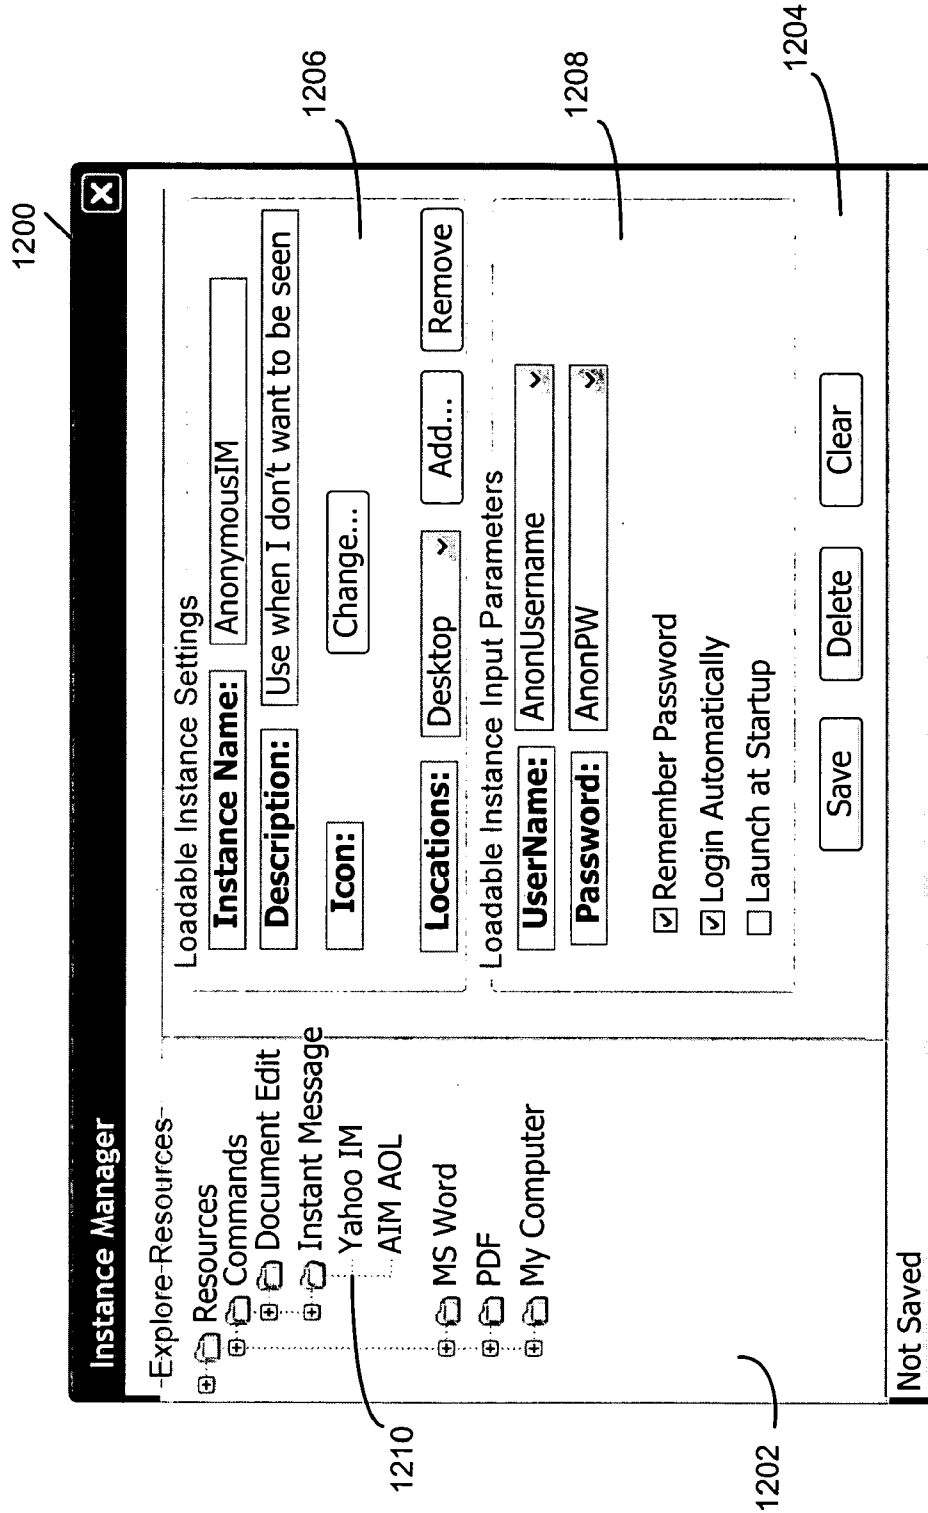 1200
Instance Manager
Explore Resources
Resources
Commands
Document Edit
Instant Message
Yahoo IM
AIM AOL
MS Word
PDF
My Computer
1210
1202
Loadable Instance Settings
Instance Name: AnonymousIM
Description: Use when I don't want to be seen
Icon: Change...
Locations: Desktop Add... Remove
1206
Loadable Instance Input Parameters
UserName: AnonUsername
Password: AnonPW
Remember Password
Login Automatically
Launch at Startup
1208
Save Delete Clear
1204
Not Saved